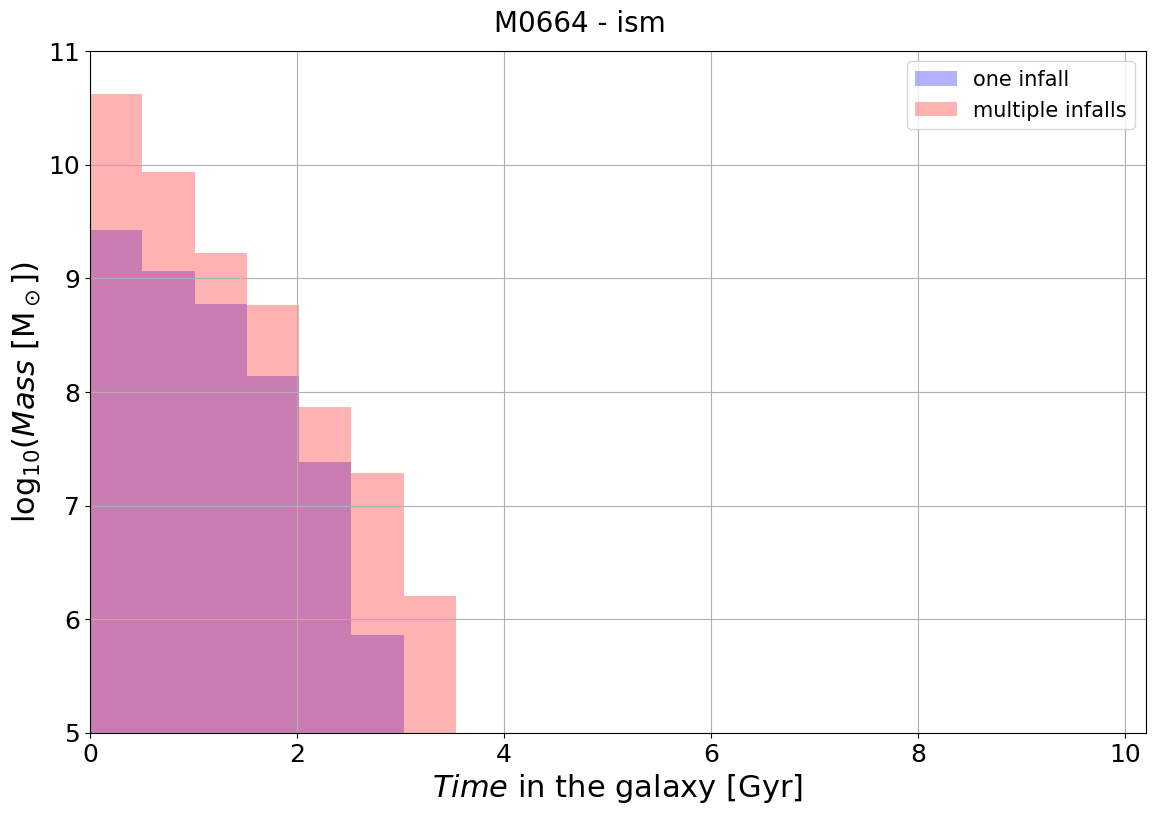 M0664 - ism
one infall
multiple infalls
11
10
9
8
7
6
5
log₁₀(Mass [M⊙])
0 2 4 6 8 10
Time in the galaxy [Gyr]